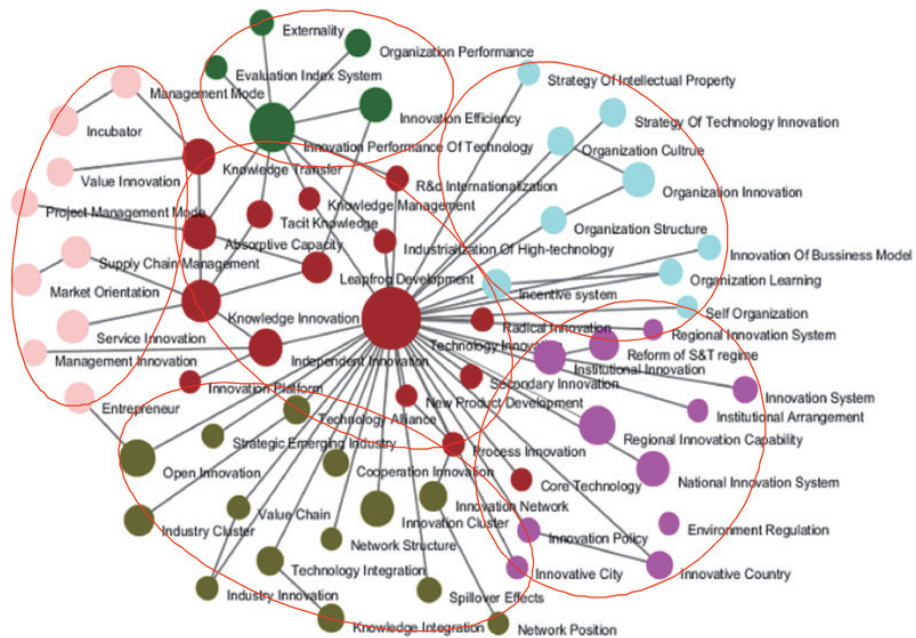 Externality
Organization Performance
Evaluation Index System
Strategy Of Intellectual Property
Management Mode
Innovation Efficiency
Strategy Of Technology Innovation
Incubator
Innovation Performance Of Technology
Organization Cultrue
Knowledge Transfer
Value Innovation
R&d Internationalization
Organization Innovation
Knowledge Management
Project Management Mode
Tacit Knowledge
Organization Structure
Absorptive Capacity
Industrialization Of High-technology
Innovation Of Bussiness Model
Supply Chain Management
Leapfrog Development
Organization Learning
Market Orientation
Incentive system
Self Organization
Knowledge Innovation
Radical Innovation
Regional Innovation System
Service Innovation
Technology
Reform of S&T regime
Management Innovation
Independent Innovation
Institutional Innovation
Innovation Platform
Secondary Innovation
Innovation System
Entrepreneur
Technology Alliance
New Product Development
Institutional Arrangement
Strategic Emerging Industry
Regional Innovation Capability
Open Innovation
Cooperation Innovation
Process Innovation
National Innovation System
Core Technology
Value Chain
Innovation Network
Industry Cluster
Innovation Cluster
Environment Regulation
Network Structure
Innovation Policy
Technology Integration
Innovative City
Innovative Country
Industry Innovation
Spillover Effects
Knowledge Integration
Network Position